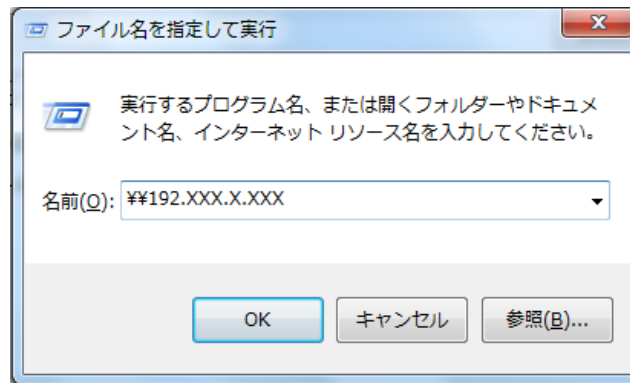 ファイル名を指定して実行
実行するプログラム名、または開くフォルダーやドキュメ
ント名、インターネット リソース名を入力してください。
名前(O): ¥¥192.XXX.X.XXX
OK キャンセル 参照(B)...